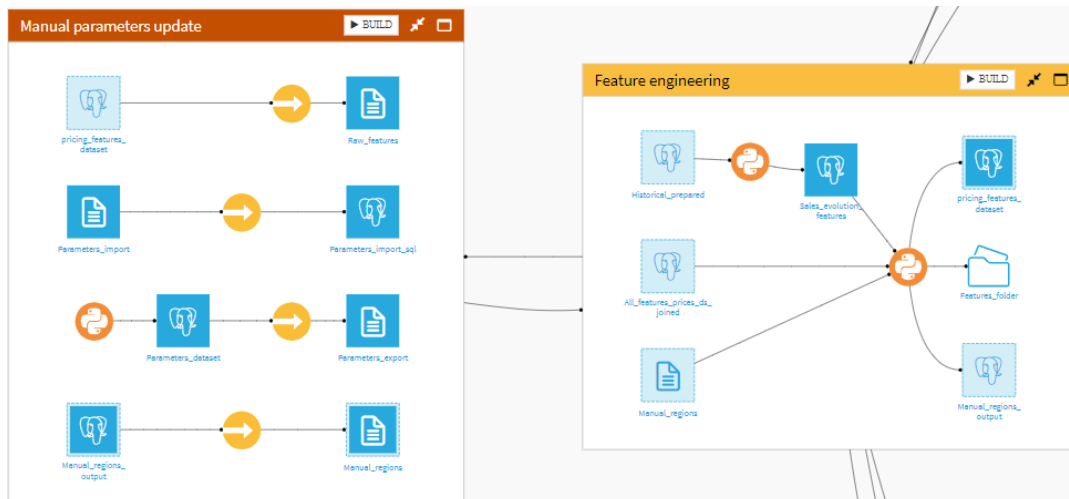 Manual parameters update
BUILD
pricing_features_
dataset
Raw_features
Parameters_import
Parameters_import_sql
Parameters_dataset
Parameters_export
Manual_regions_
output
Manual_regions
Feature engineering
BUILD
Historical_prepared
Sales_evolution_
features
pricing_features_
dataset
All_features_prices_ds_
joined
Features_folder
Manual_regions
Manual_regions_
output